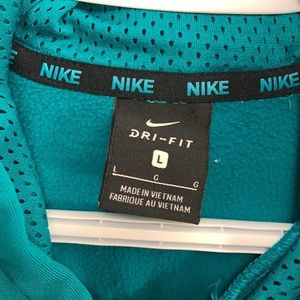 NIKE NIKE NIKE NIKE
DRI-FIT
L
L G G
MADE IN VIETNAM
FABRIQUÉ AU VIETNAM